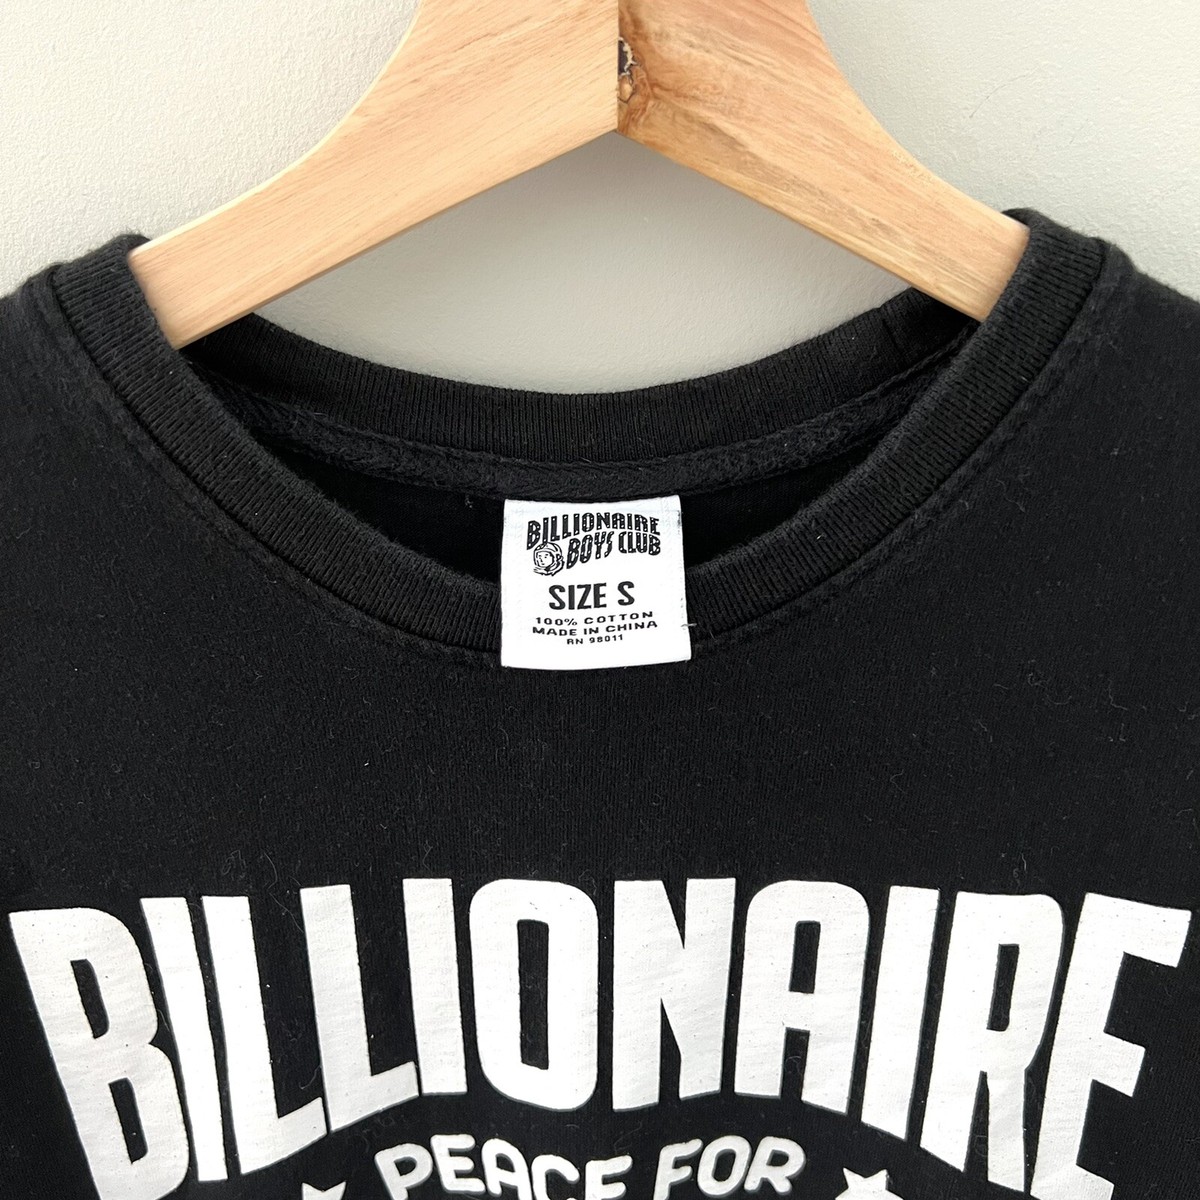 BILLIONAIRE
BOYS CLUB
SIZE S
100% COTTON
MADE IN CHINA
RN 98011
BILLIONAIRE
PEACE FOR